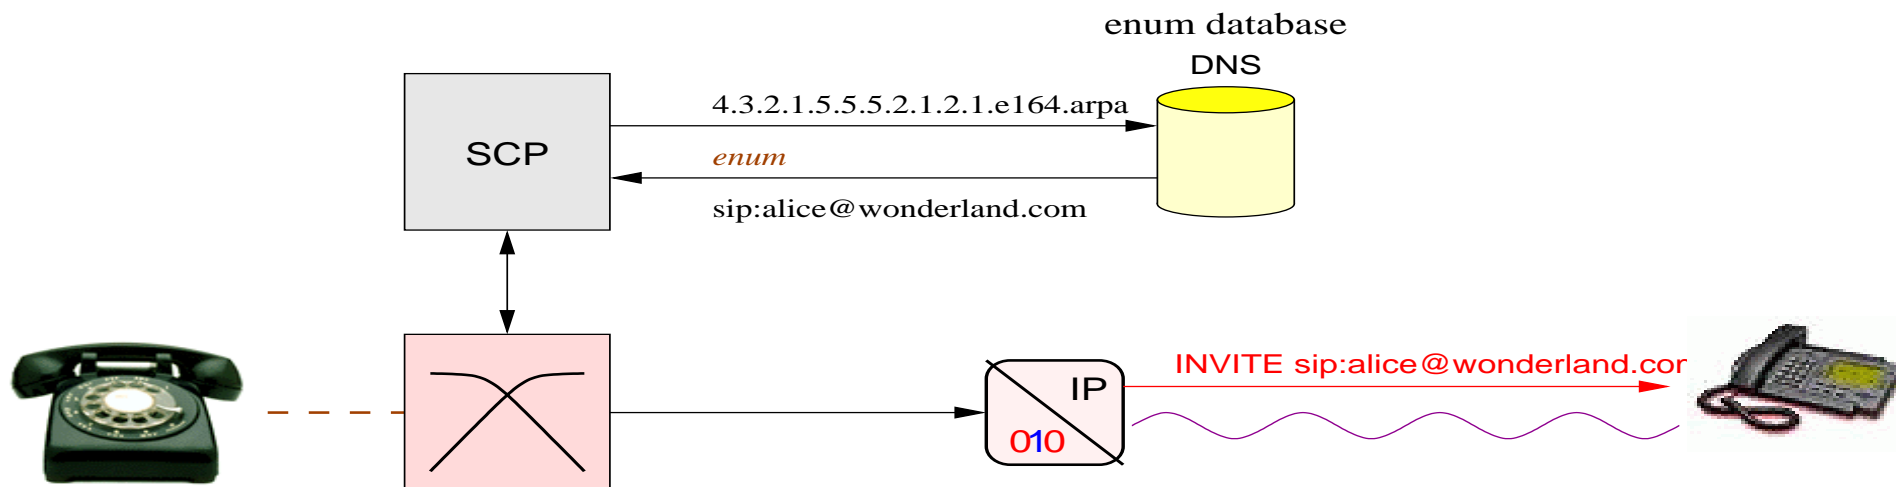 enum database
DNS
4.3.2.1.5.5.5.2.1.2.1.e164.arpa
SCP
enum
sip:alice@wonderland.com
INVITE sip:alice@wonderland.cor
IP
010